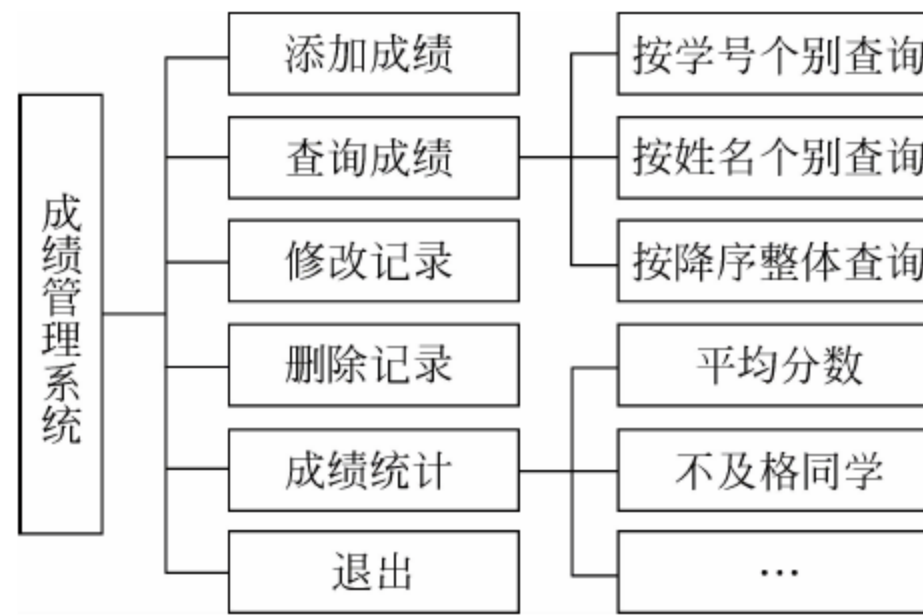 成绩管理系统
添加成绩
查询成绩
修改记录
删除记录
成绩统计
退出
按学号个别查询
按姓名个别查询
按降序整体查询
平均分数
不及格同学
…